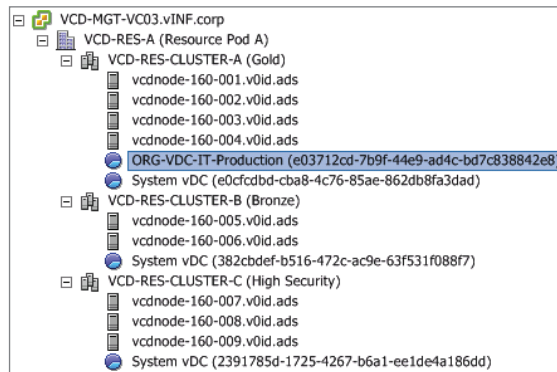 VCD-MGT-VC03.vINF.corp
VCD-RES-A (Resource Pod A)
VCD-RES-CLUSTER-A (Gold)
vcdnode-160-001.v0id.ads
vcdnode-160-002.v0id.ads
vcdnode-160-003.v0id.ads
vcdnode-160-004.v0id.ads
ORG-VDC-IT-Production (e03712cd-7b9f-44e9-ad4c-bd7c838842e8
System vDC (e0cfcdbd-cba8-4c76-85ae-862db8fa3dad)
VCD-RES-CLUSTER-B (Bronze)
vcdnode-160-005.v0id.ads
vcdnode-160-006.v0id.ads
System vDC (382cbdef-b516-472c-ac9e-63f531f088f7)
VCD-RES-CLUSTER-C (High Security)
vcdnode-160-007.v0id.ads
vcdnode-160-008.v0id.ads
vcdnode-160-009.v0id.ads
System vDC (2391785d-1725-4267-b6a1-ee1de4a186dd)